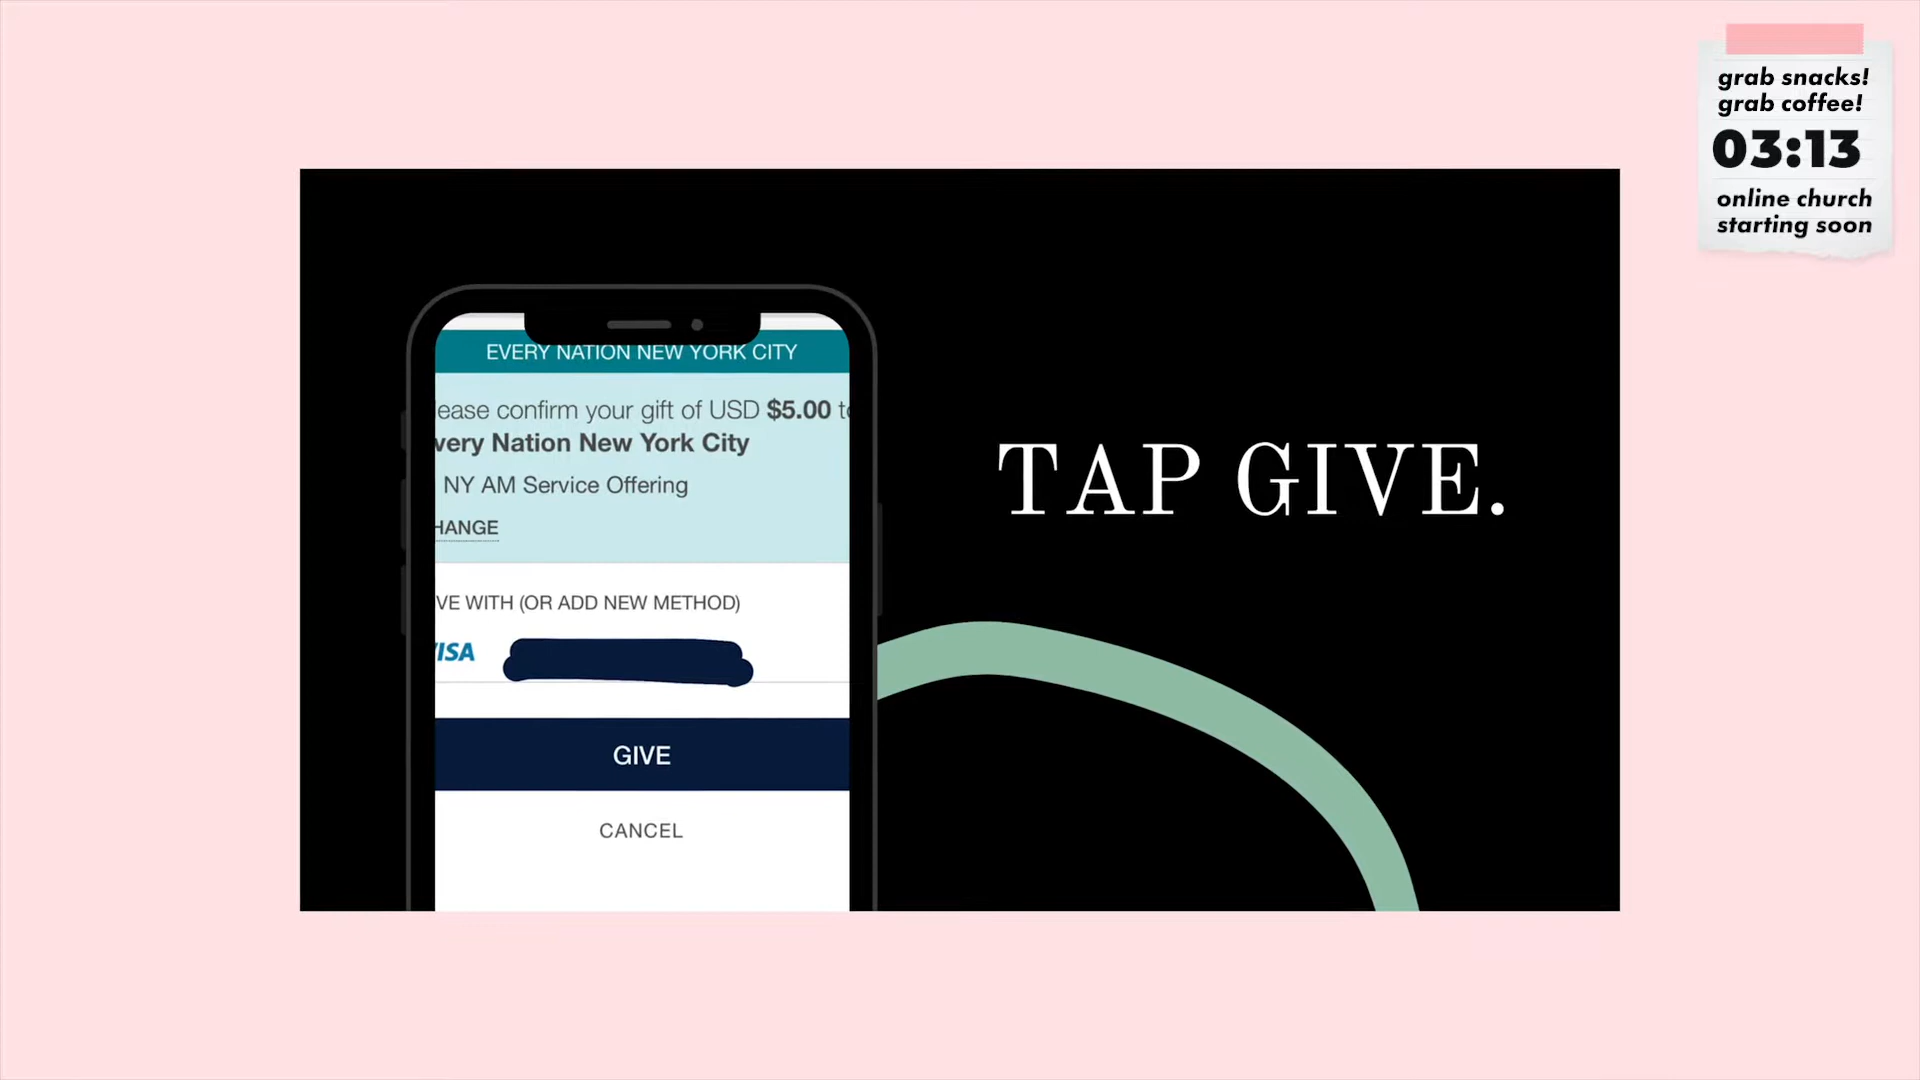 grab snacks!
grab coffee!
03:13
online church
starting soon
EVERY NATION NEW YORK CITY
ease confirm your gift of USD $5.00 to
very Nation New York City
NY AM Service Offering
HANGE
VE WITH (OR ADD NEW METHOD)
VISA
GIVE
CANCEL
TAP GIVE.